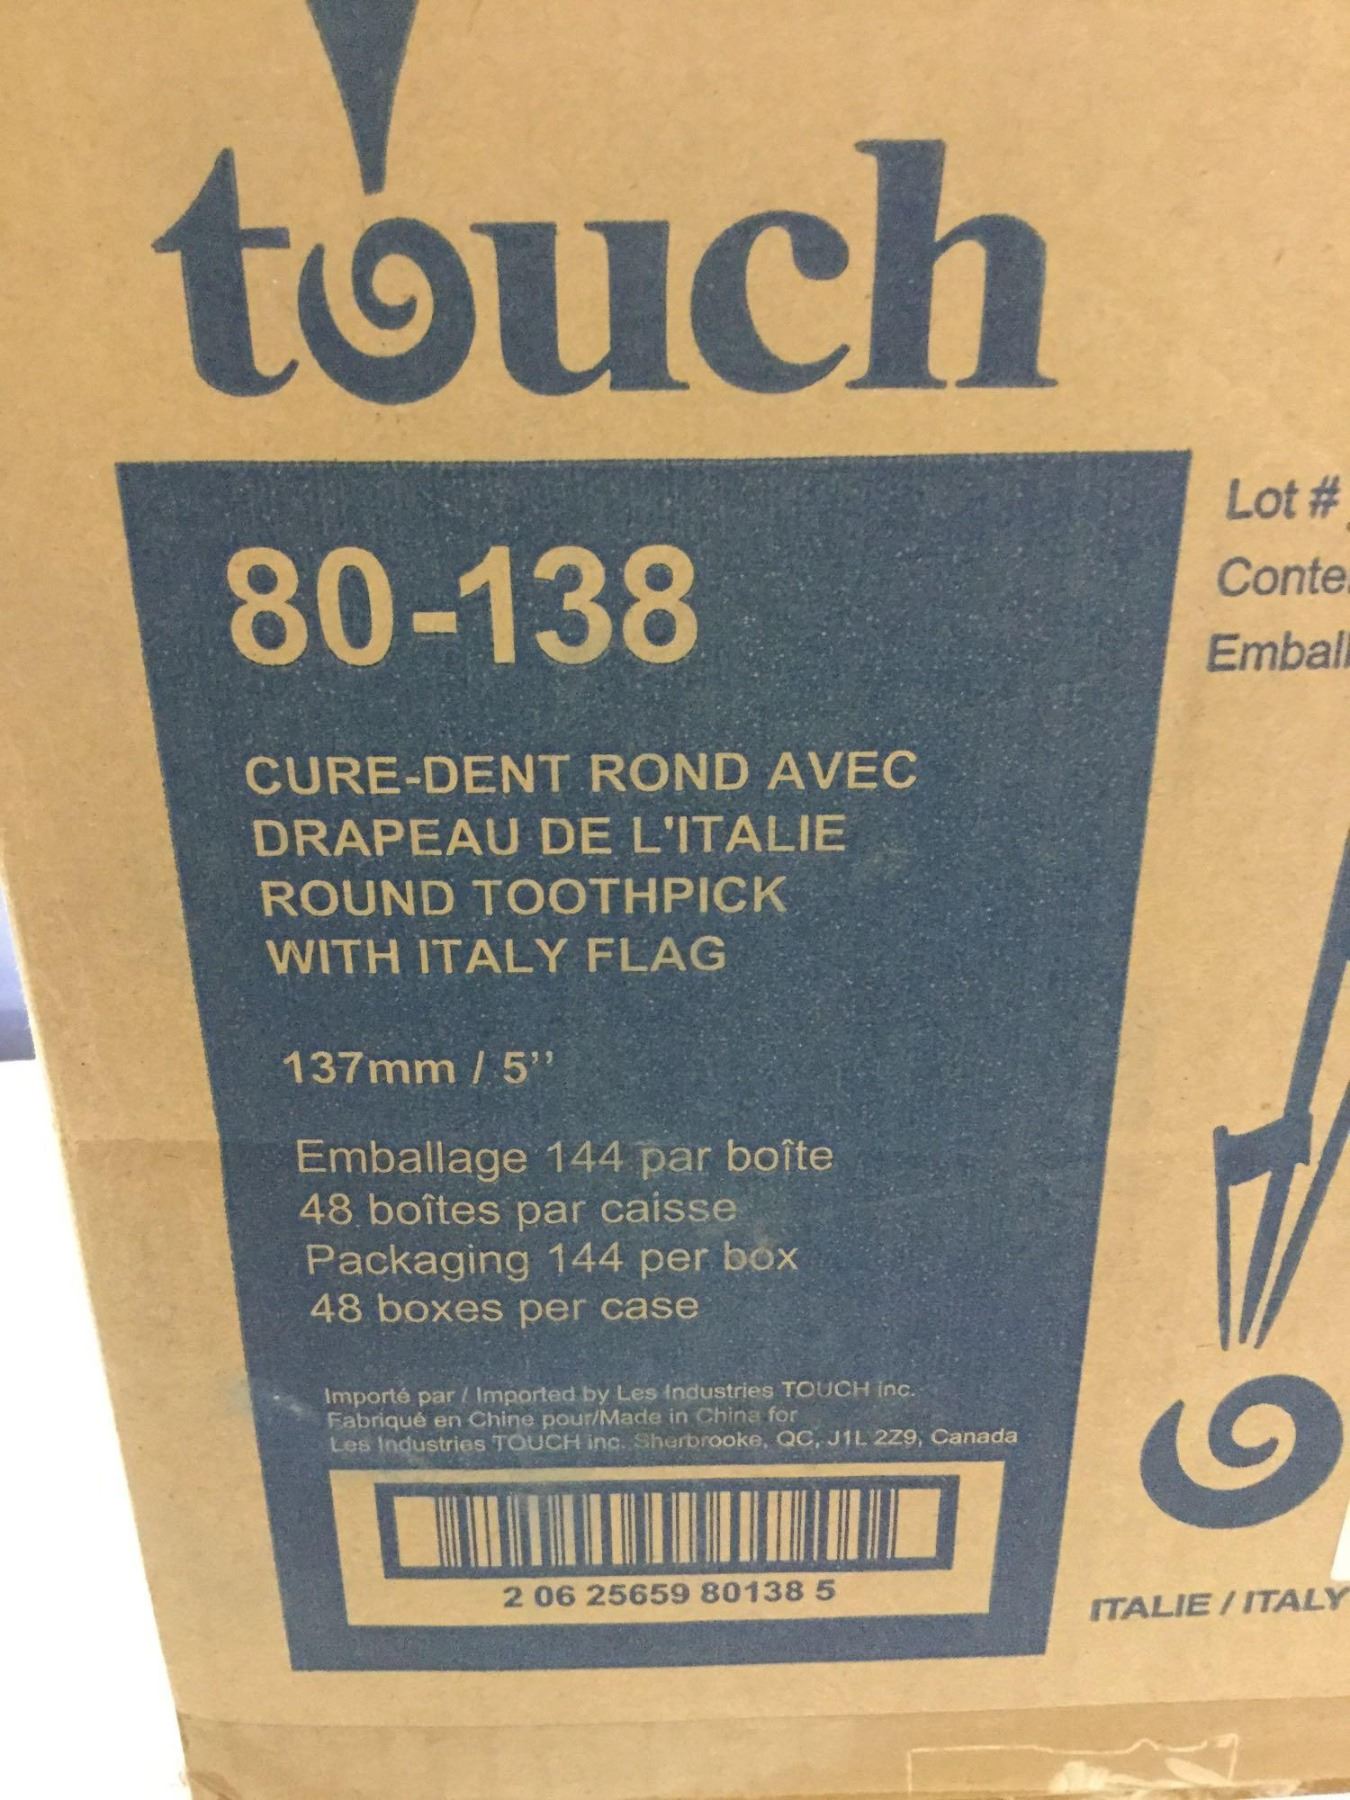 touch
80-138
CURE-DENT ROND AVEC
DRAPEAU DE L'ITALIE
ROUND TOOTHPICK
WITH ITALY FLAG
137mm / 5''
Emballage 144 par boîte
48 boîtes par caisse
Packaging 144 per box
48 boxes per case
Importé par / Imported by Les Industries TOUCH inc.
Fabriqué en Chine pour/Made in China for
Les Industries TOUCH inc. Sherbrooke, QC, J1L 2Z9, Canada
2 06 25659 80138 5
Lot #
ITALIE / ITALY